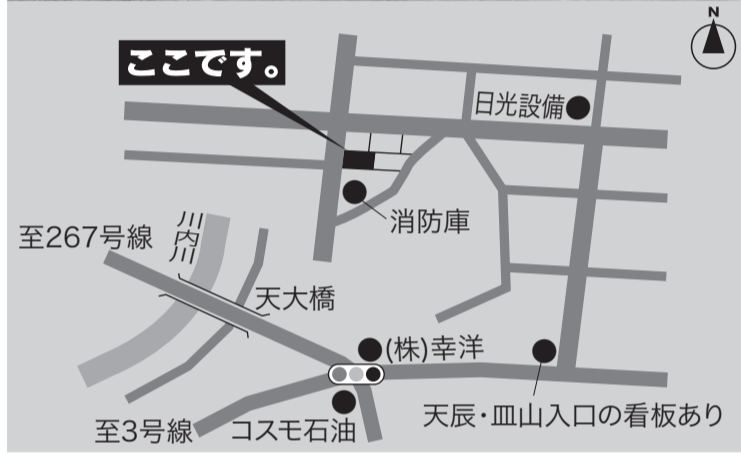 N
ここです。
日光設備
消防庫
至267号線
川内川
天大橋
(株)幸洋
天辰・皿山入口の看板あり
至3号線
コスモ石油